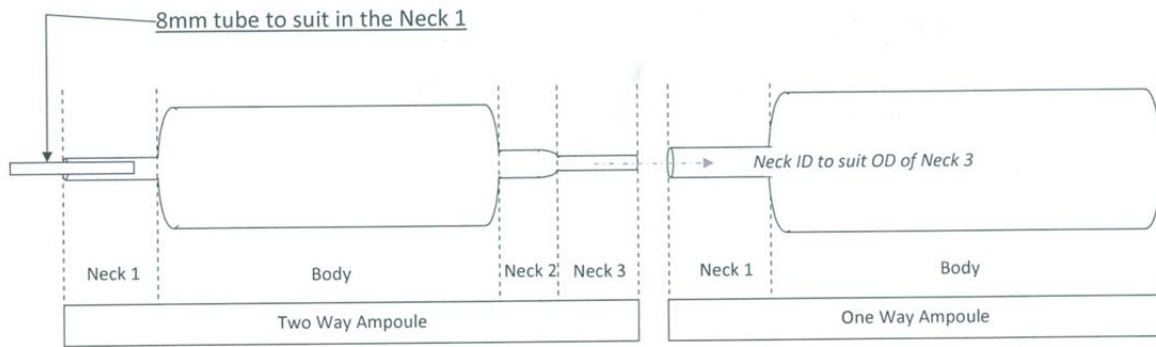 8mm tube to suit in the Neck 1
Neck ID to suit OD of Neck 3
Neck 1
Body
Neck 2
Neck 3
Neck 1
Body
Two Way Ampoule
One Way Ampoule